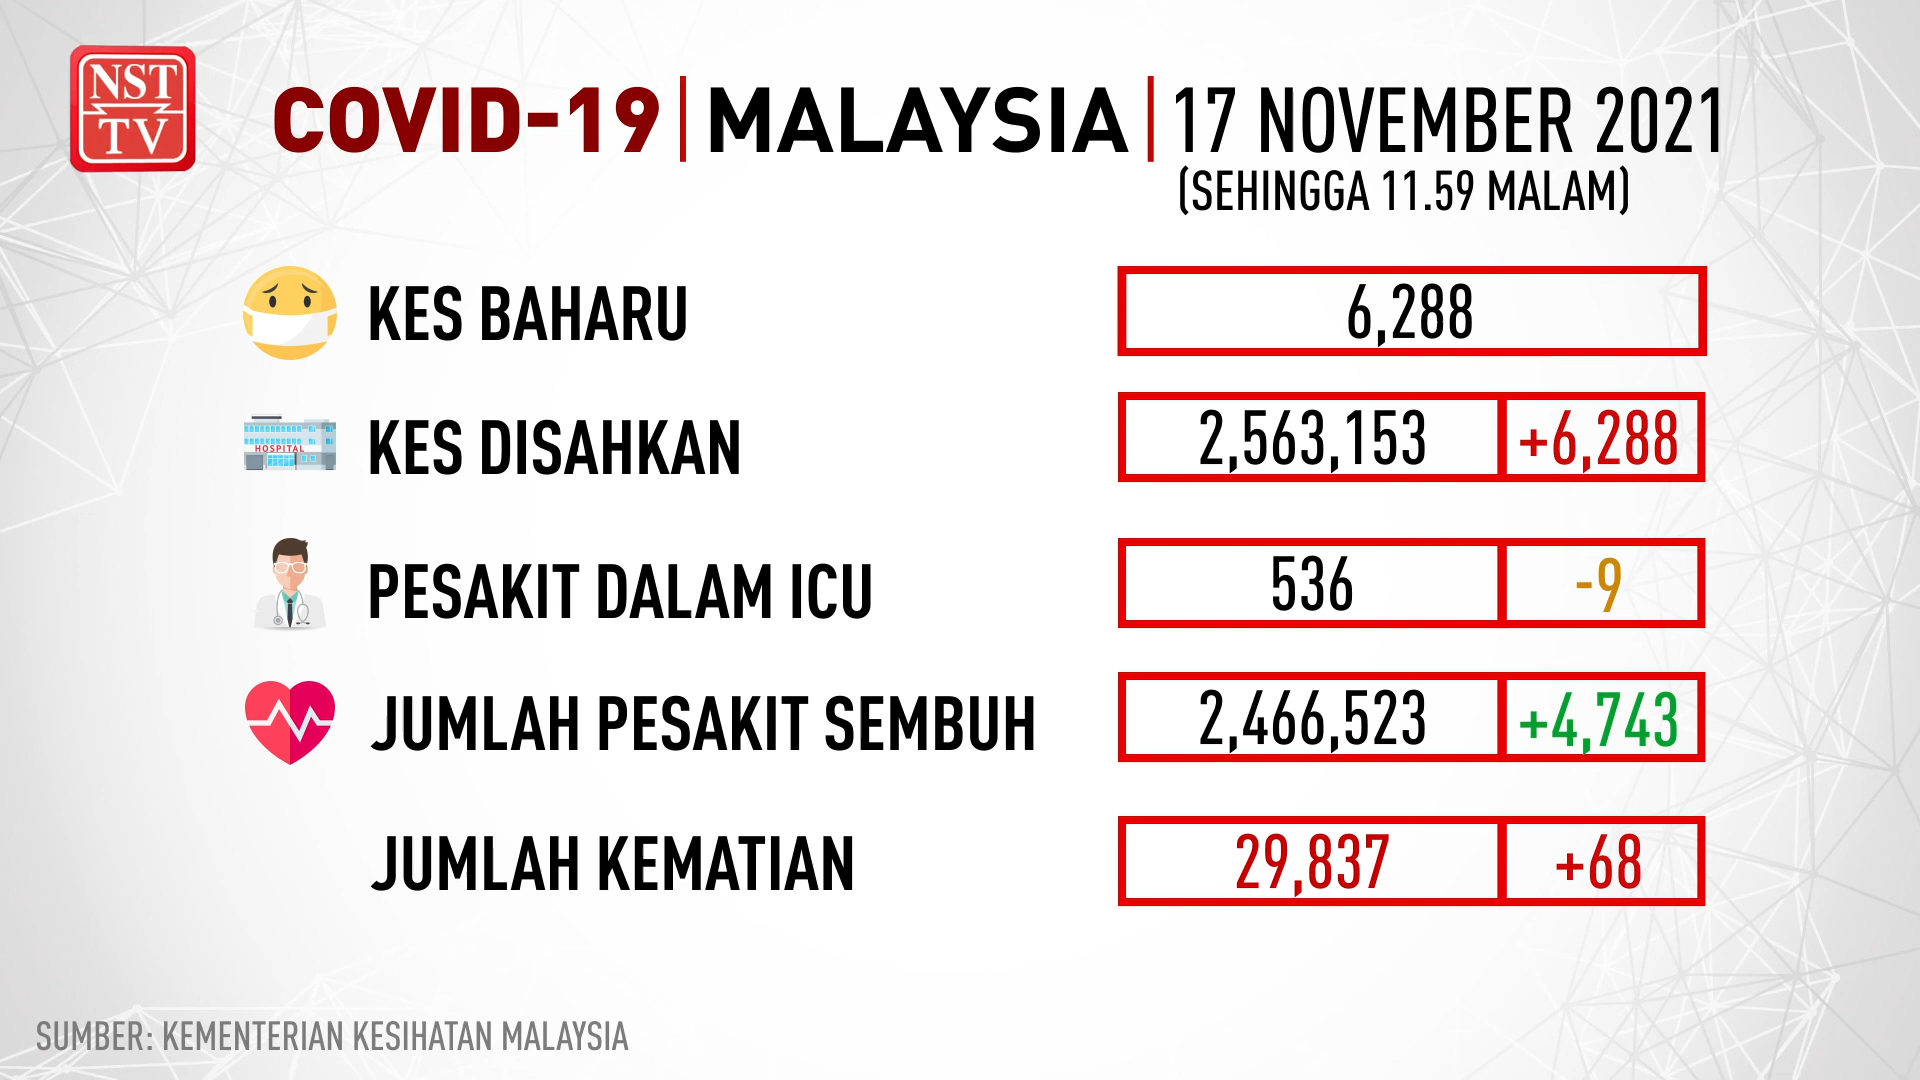 NST
TV
COVID-19 | MALAYSIA | 17 NOVEMBER 2021
(SEHINGGA 11.59 MALAM)
KES BAHARU 6,288
HOSPITAL
KES DISAHKAN 2,563,153 +6,288
PESAKIT DALAM ICU 536 -9
JUMLAH PESAKIT SEMBUH 2,466,523 +4,743
JUMLAH KEMATIAN 29,837 +68
SUMBER: KEMENTERIAN KESIHATAN MALAYSIA